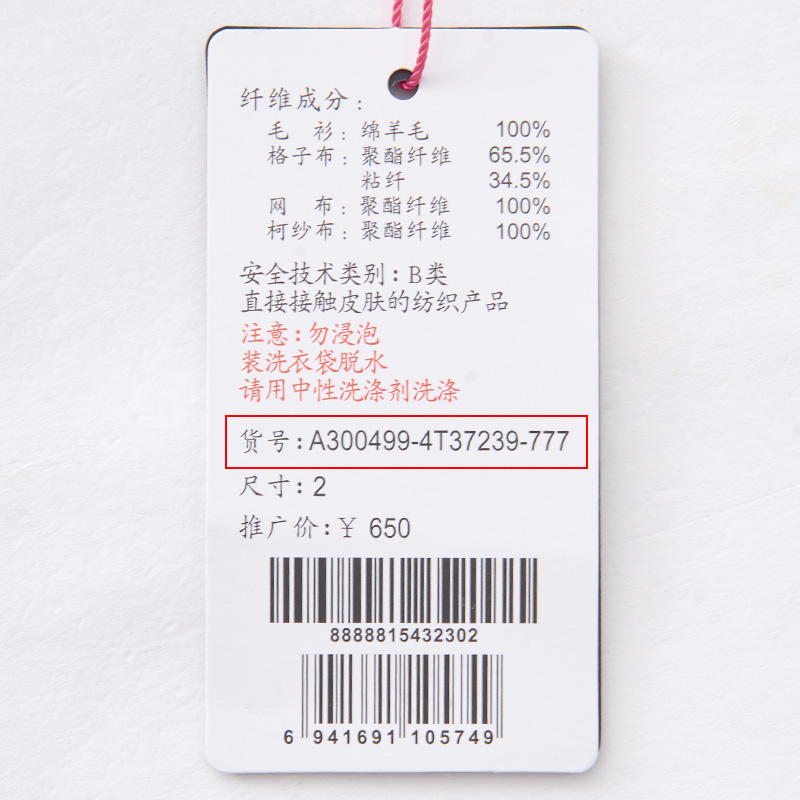 纤维成分:
毛 衫: 绵羊毛 100%
格子布: 聚酯纤维 65.5%
粘纤 34.5%
网 布: 聚酯纤维 100%
柯纱布: 聚酯纤维 100%
安全技术类别: B类
直接接触皮肤的纺织产品
注意: 勿浸泡
装洗衣袋脱水
请用中性洗涤剂洗涤
货号: A300499-4T37239-777
尺寸: 2
推广价: ¥ 650
8888815432302
6 941691 105749